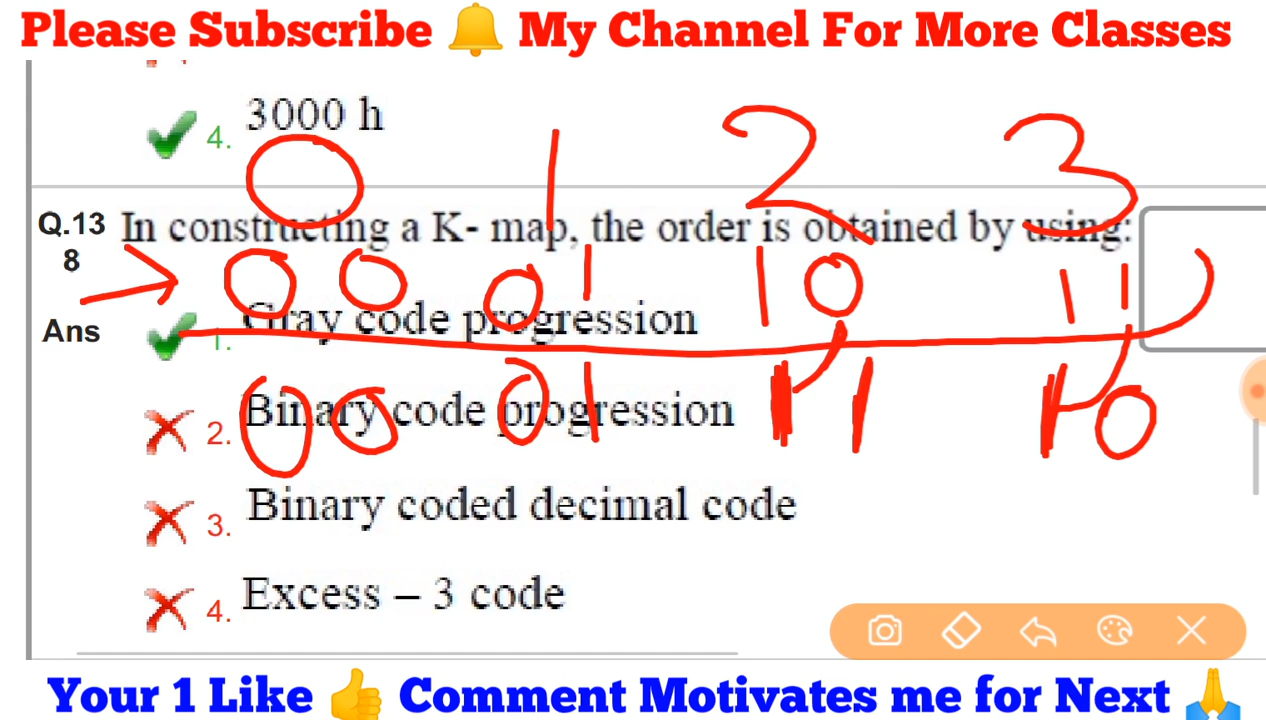 Please Subscribe 🔔 My Channel For More Classes
4. 3000 h
0 1 2 3
Q.138 In constructing a K- map, the order is obtained by using:
00 01 10 11
Ans 1. Gray code progression
00 01 11 10
2. Binary code progression
3. Binary coded decimal code
4. Excess – 3 code
Your 1 Like 👍 Comment Motivates me for Next 🙏